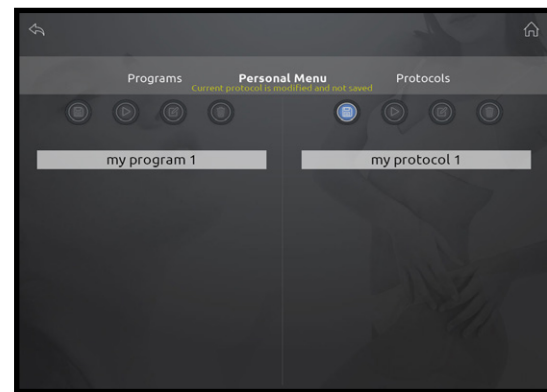 Programs Personal Menu Protocols
Current protocol is modified and not saved
my program 1 my protocol 1